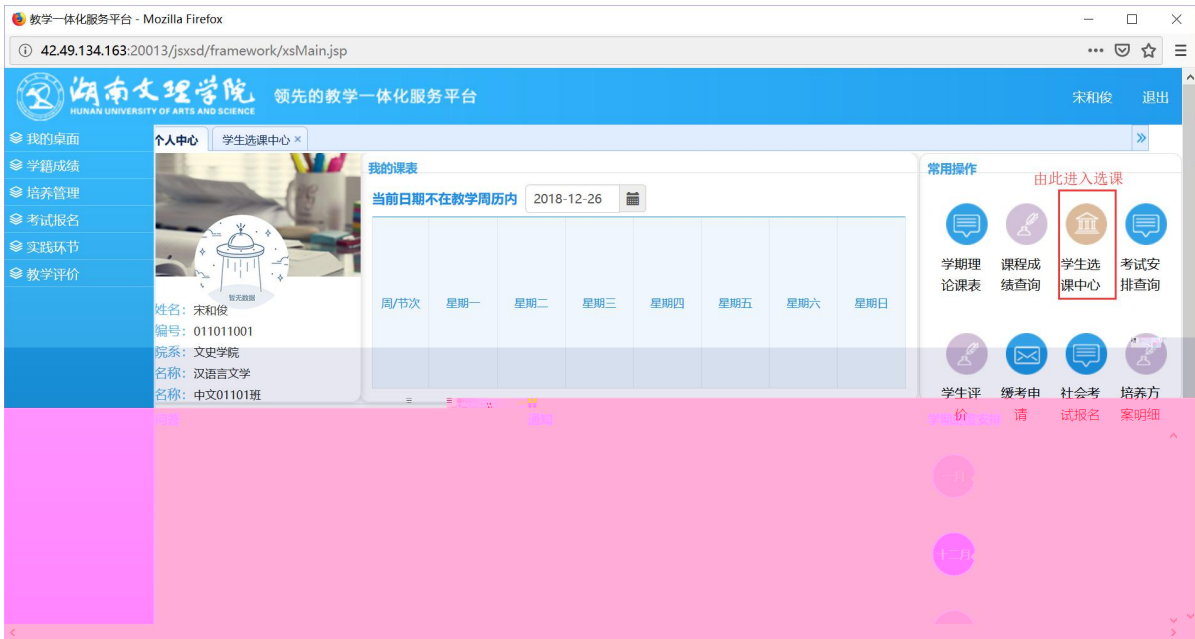 教学一体化服务平台 - Mozilla Firefox
42.49.134.163:20013/jsxsd/framework/xsMain.jsp
湖南文理学院
HUNAN UNIVERSITY OF ARTS AND SCIENCE
领先的教学一体化服务平台
宋和俊 退出
我的桌面
学籍成绩
培养管理
考试报名
实践环节
教学评价
个人中心 学生选课中心 ×
暂无数据
姓名：宋和俊
编号：011011001
院系：文史学院
名称：汉语言文学
名称：中文01101班
我的课表
当前日期不在教学周历内 2018-12-26
周/节次 星期一 星期二 星期三 星期四 星期五 星期六 星期日
常用操作
由此进入选课
学期理论课表
课程成绩查询
学生选课中心
考试安排查询
学生评价
缓考申请
社会考试报名
培养方案明细
通知
一月
十二月